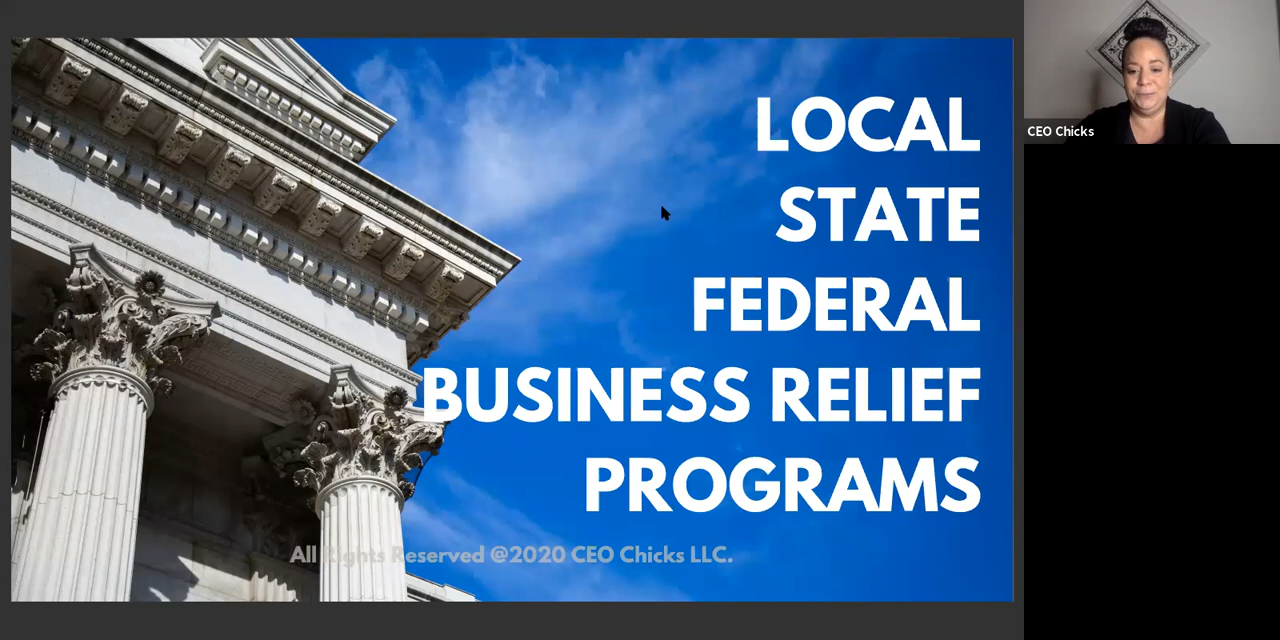 LOCAL
STATE
FEDERAL
BUSINESS RELIEF
PROGRAMS
All Rights Reserved @2020 CEO Chicks LLC.
CEO Chicks